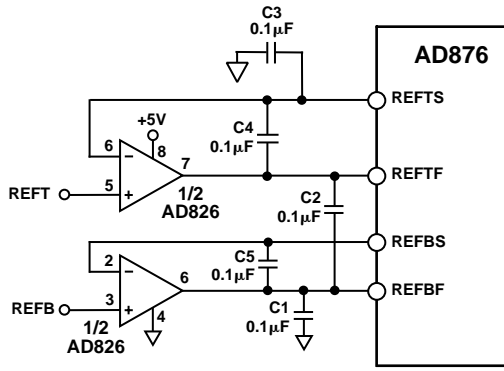 C3
0.1µF
AD876
REFTS
+5V
C4
0.1µF
6
8
7
−
REFTF
REFT
5
+
1/2
AD826
C2
0.1µF
REFBS
2
−
C5
0.1µF
6
REFBF
REFB
3
+
4
C1
0.1µF
1/2
AD826